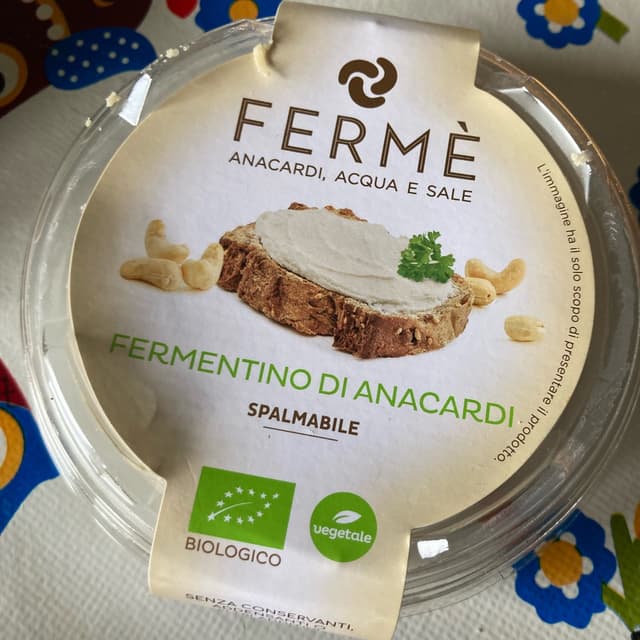 FERMÈ
ANACARDI, ACQUA E SALE
L'immagine ha il solo scopo di presentare il prodotto.
FERMENTINO DI ANACARDI
SPALMABILE
BIOLOGICO
vegetale
SENZA CONSERVANTI,